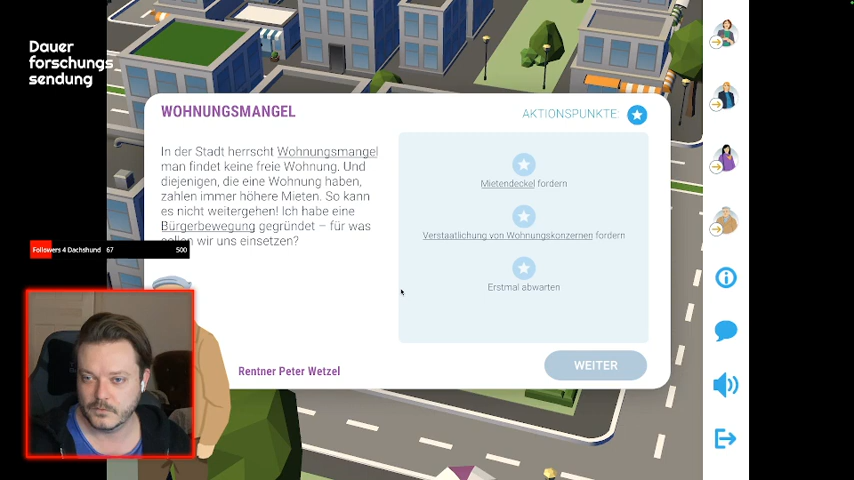 Dauer
forschungs
sendung
WOHNUNGSMANGEL
AKTIONSPUNKTE:
In der Stadt herrscht Wohnungsmangel
man findet keine freie Wohnung. Und
diejenigen, die eine Wohnung haben,
zahlen immer höhere Mieten. So kann
es nicht weitergehen! Ich habe eine
Bürgerbewegung gegründet – für was
wir uns einsetzen?
Mietendeckel fordern
Verstaatlichung von Wohnungskonzernen fordern
Erstmal abwarten
Followers 4 Dachshund 67 500
Rentner Peter Wetzel
WEITER